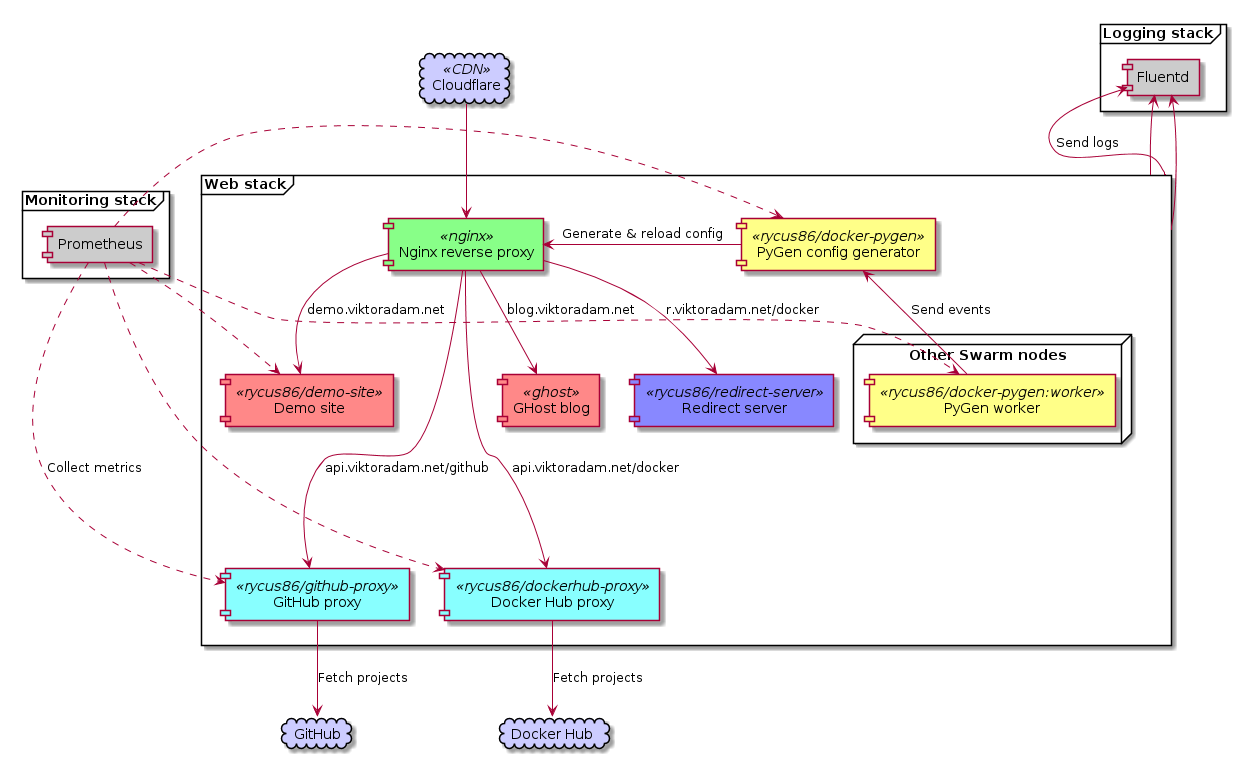 Logging stack
Fluentd
«CDN»
Cloudflare
Send logs
Web stack
Monitoring stack
Prometheus
«nginx»
Nginx reverse proxy
Generate & reload config
«rycus86/docker-pygen»
PyGen config generator
demo.viktoradam.net
blog.viktoradam.net
r.viktoradam.net/docker
Send events
Other Swarm nodes
«rycus86/demo-site»
Demo site
«ghost»
GHost blog
«rycus86/redirect-server»
Redirect server
«rycus86/docker-pygen:worker»
PyGen worker
Collect metrics
api.viktoradam.net/github
api.viktoradam.net/docker
«rycus86/github-proxy»
GitHub proxy
«rycus86/dockerhub-proxy»
Docker Hub proxy
Fetch projects
Fetch projects
GitHub
Docker Hub